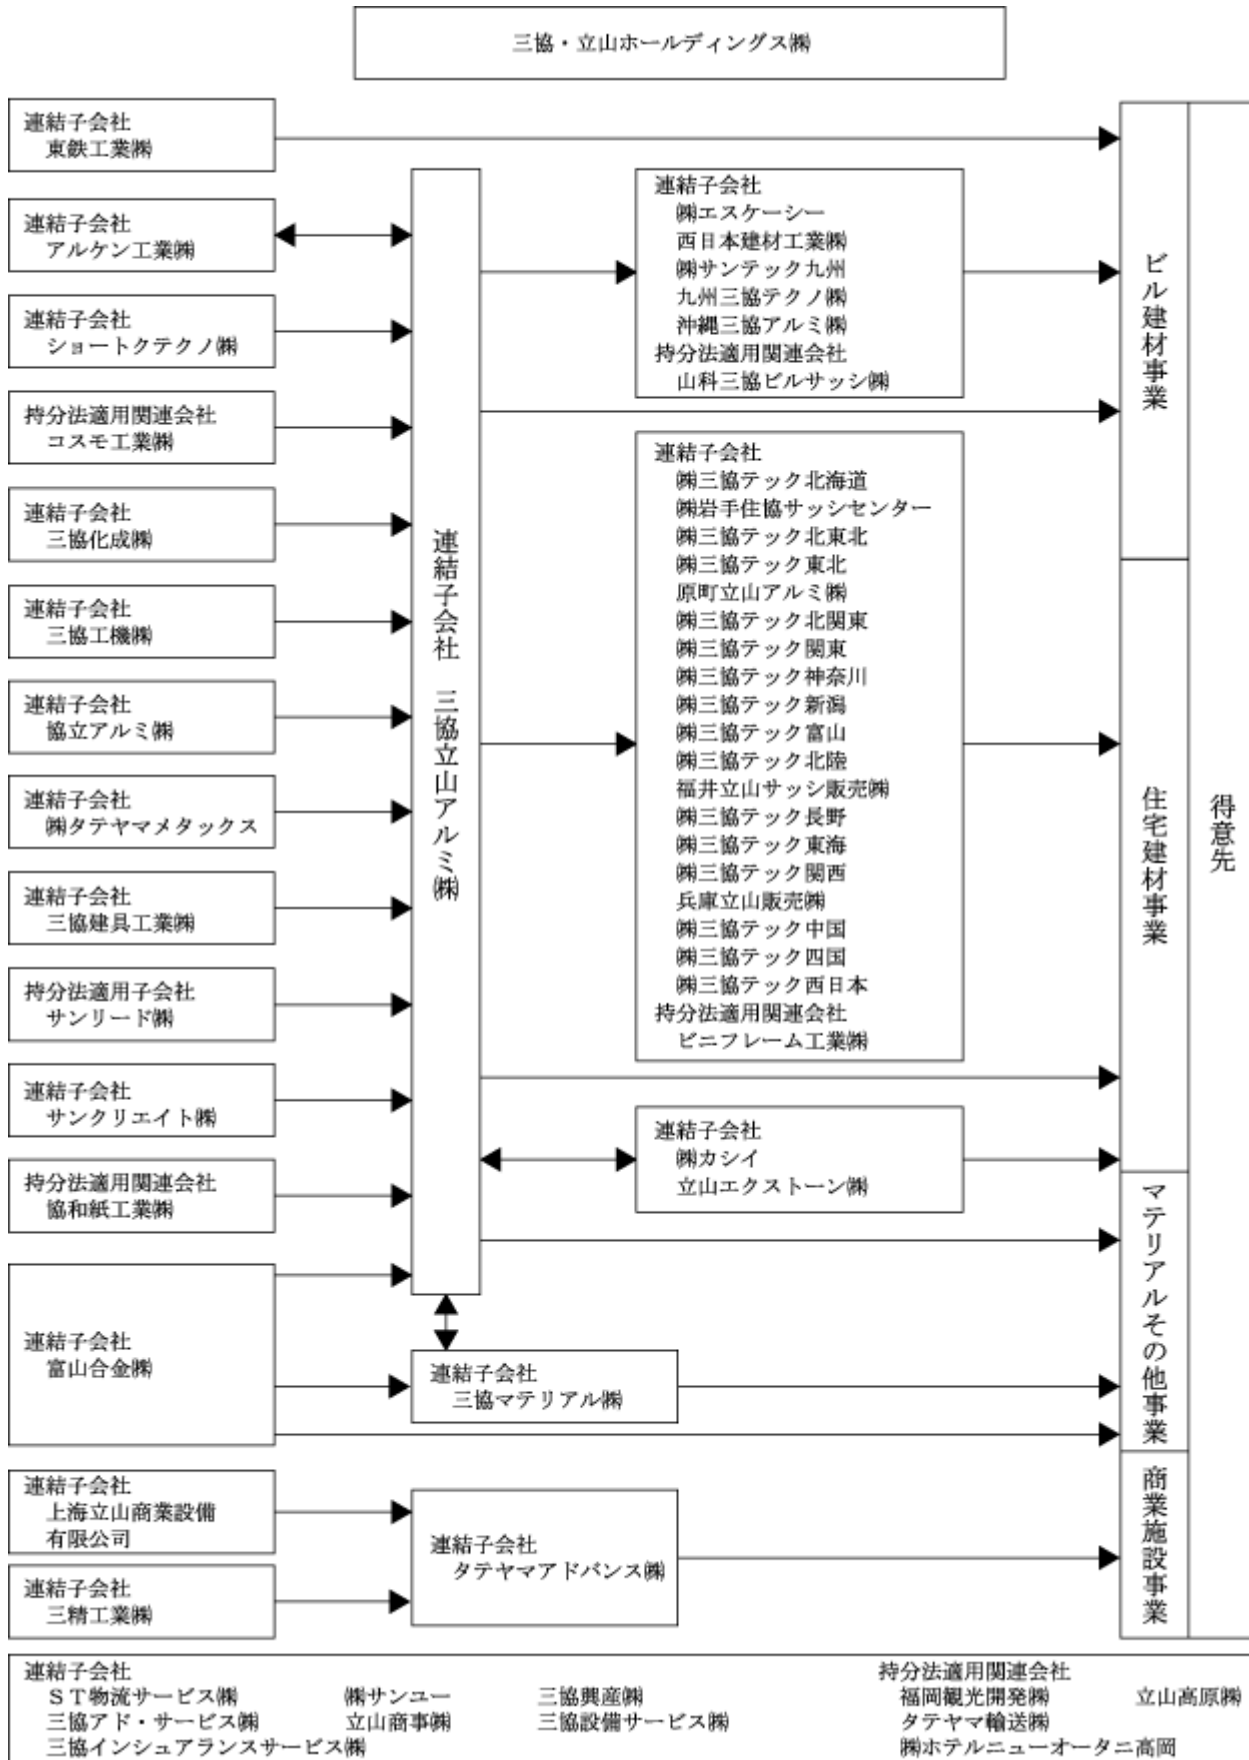 三協・立山ホールディングス㈱
連結子会社
東鉄工業㈱
連結子会社
アルケン工業㈱
連結子会社
ショートクテクノ㈱
持分法適用関連会社
コスモ工業㈱
連結子会社
三協化成㈱
連結子会社
三協工機㈱
連結子会社
協立アルミ㈱
連結子会社
㈱タテヤマメタックス
連結子会社
三協建具工業㈱
持分法適用子会社
サンリード㈱
連結子会社
サンクリエイト㈱
持分法適用関連会社
協和紙工業㈱
連結子会社
富山合金㈱
連結子会社
上海立山商業設備
有限公司
連結子会社
三精工業㈱
連結子会社 三協立山アルミ㈱
連結子会社
三協マテリアル㈱
連結子会社
タテヤマアドバンス㈱
連結子会社
㈱エスケーシー
西日本建材工業㈱
㈱サンテック九州
九州三協テクノ㈱
沖縄三協アルミ㈱
持分法適用関連会社
山科三協ビルサッシ㈱
連結子会社
㈱三協テック北海道
㈱岩手住協サッシセンター
㈱三協テック北東北
㈱三協テック東北
原町立山アルミ㈱
㈱三協テック北関東
㈱三協テック関東
㈱三協テック神奈川
㈱三協テック新潟
㈱三協テック富山
㈱三協テック北陸
福井立山サッシ販売㈱
㈱三協テック長野
㈱三協テック東海
㈱三協テック関西
兵庫立山販売㈱
㈱三協テック中国
㈱三協テック四国
㈱三協テック西日本
持分法適用関連会社
ビニフレーム工業㈱
連結子会社
㈱カシイ
立山エクストーン㈱
ビル建材事業
住宅建材事業
マテリアルその他事業
商業施設事業
得意先
連結子会社
ＳＴ物流サービス㈱ ㈱サンユー 三協興産㈱
三協アド・サービス㈱ 立山商事㈱ 三協設備サービス㈱
三協インシュアランスサービス㈱
持分法適用関連会社
福岡観光開発㈱ 立山高原㈱
タテヤマ輸送㈱
㈱ホテルニューオータニ高岡